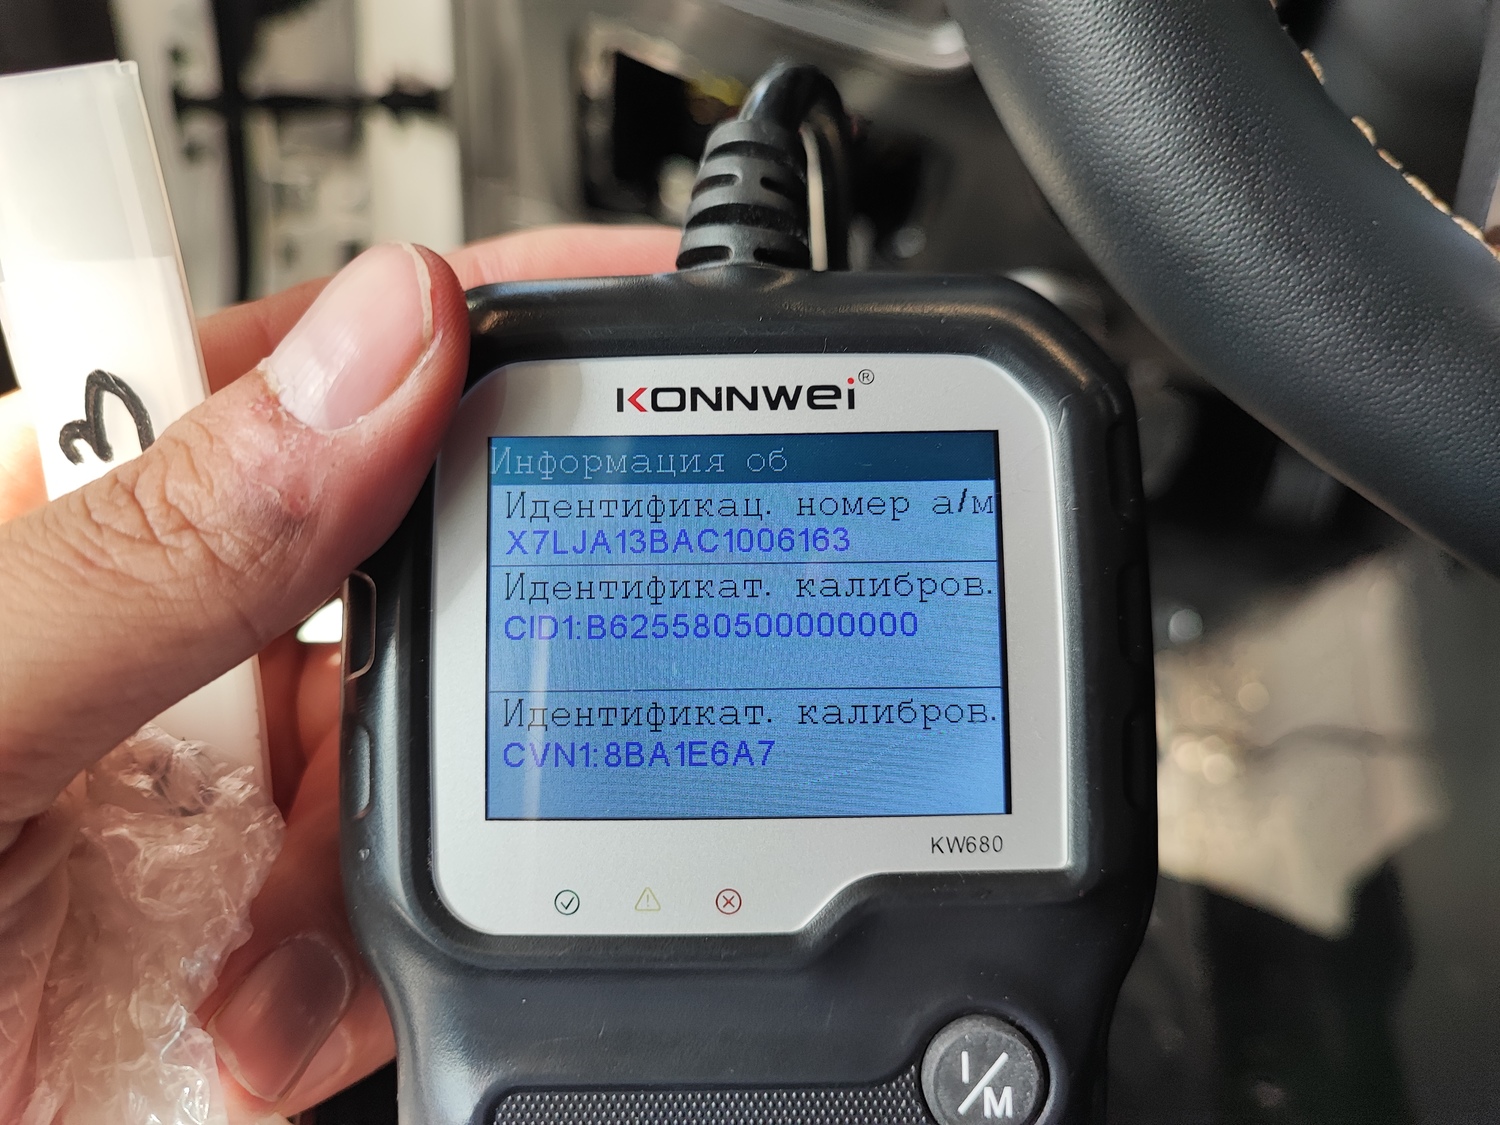 KONNWEI®
Информация об
Идентификац. номер а/м
X7LJA13BAC1006163
Идентификат. калибров.
CID1:B625580500000000
Идентификат. калибров.
CVN1:8BA1E6A7
KW680
I/M